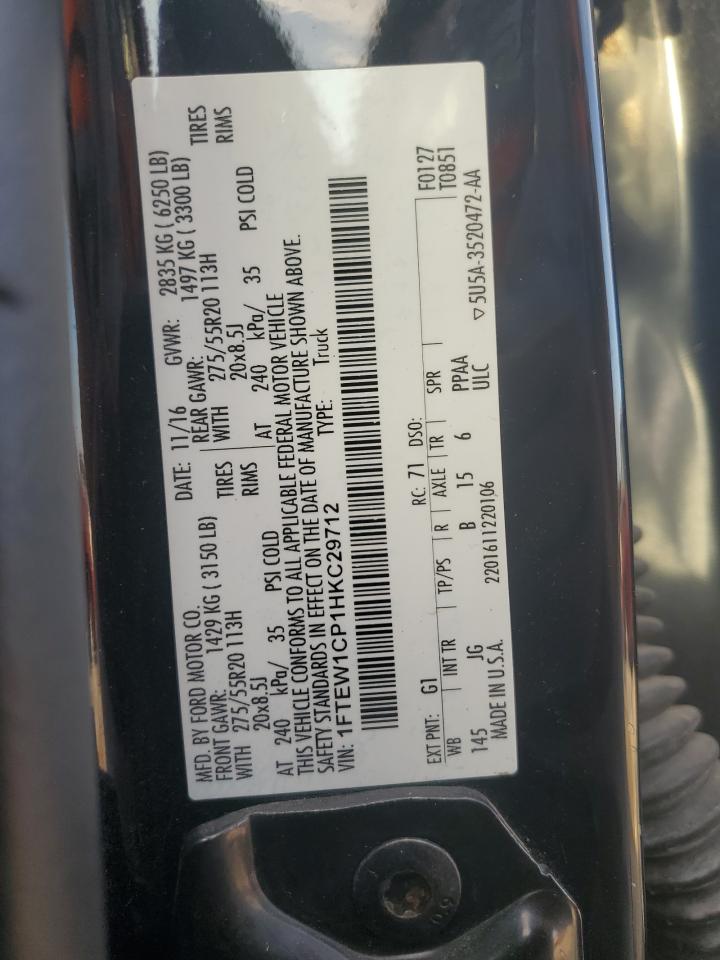 MFD. BY FORD MOTOR CO. DATE: 11/16 GVWR: 2835 KG ( 6250 LB)
FRONT GAWR: 1429 KG ( 3150 LB) REAR GAWR: 1497 KG ( 3300 LB)
WITH 275/55R20 113H TIRES WITH 275/55R20 113H TIRES
20x8.5J RIMS 20x8.5J RIMS
AT 240 kPa/ 35 PSI COLD AT 240 kPa/ 35 PSI COLD
THIS VEHICLE CONFORMS TO ALL APPLICABLE FEDERAL MOTOR VEHICLE
SAFETY STANDARDS IN EFFECT ON THE DATE OF MANUFACTURE SHOWN ABOVE.
VIN: 1FTEW1CP1HKC29712 TYPE: Truck
F0127
EXT PNT: G1 RC: 71 DSO: T0851
WB INT TR TP/PS R AXLE TR SPR
145 JG B 15 6 PPAA
MADE IN U.S.A. 2201611220106 ULC ▽5U5A-3520472-AA